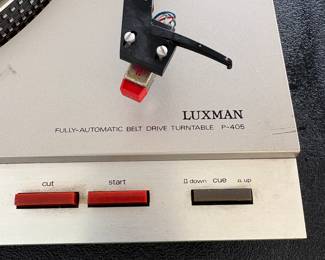 LUXMAN
FULLY-AUTOMATIC BELT DRIVE TURNTABLE P-405
cut start down cue up